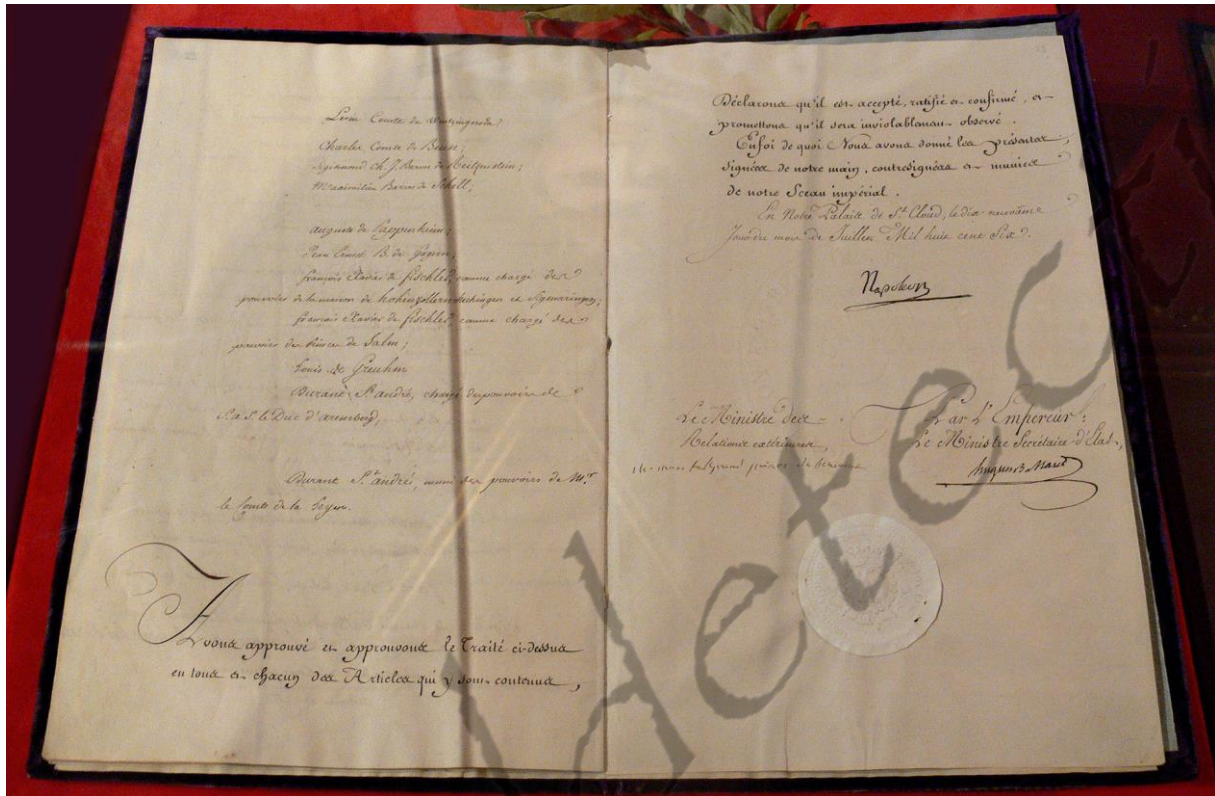 Levin Comte de Wintzingerode;
Charles Comte de Beust;
Sigismond Ch. J. Baron de Reitzenstein;
Maximilien Baron de Schell;
Auguste de Pappenheim;
Jean Ernest B. de Gagern;
François Xavier de Fischler, comme chargé des
pouvoirs de la maison de hohenzollern hechingen et Sigmaringen;
François Xavier de Fischler, comme chargé des
pouvoirs des Princes de Salm;
Louis de Greuhm
Durant St. andré, chargé du pouvoirs de
S. a. S. le Duc d'aremberg;
Durant St. andré, muni des pouvoirs de Mr.
le Comte de la Leyen.
Avons approuvé et approuvons le Traité ci-dessus
en tous et chacun des Articles qui y sont contenus,
Déclarons qu'il est accepté, ratifié et confirmé, et
promettons qu'il sera inviolablement observé.
En foi de quoi Nous avons donné les présentes,
signées de notre main, contresignées et munies
de notre Sceau impérial.
En Notre Palais de St. Cloud, le dix neuvième
Jour du mois de Juillet Mil huit cent Six.
Napoleon
Le Ministre des
Relations extérieures,
ch. mau. talleyrand prince de bénévent
Par l'Empereur:
Le Ministre Secrétaire d'État,
hugues B. Maret